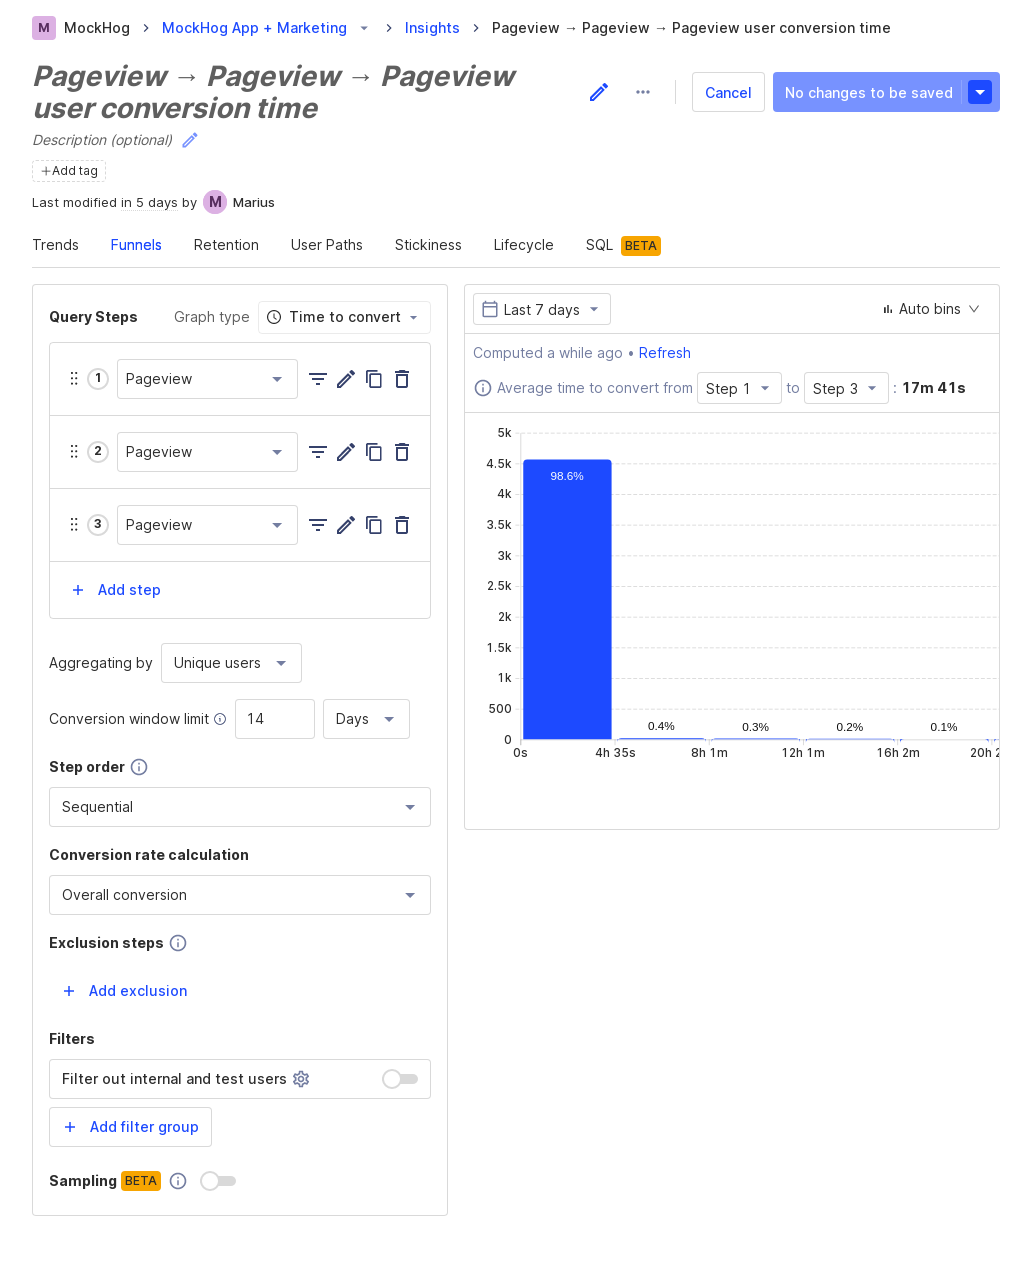 M MockHog MockHog App + Marketing Insights Pageview → Pageview → Pageview user conversion time
Pageview → Pageview → Pageview
user conversion time
Cancel
No changes to be saved
Description (optional)
Add tag
Last modified in 5 days by M Marius
Trends Funnels Retention User Paths Stickiness Lifecycle SQL BETA
Query Steps Graph type Time to convert
1 Pageview
2 Pageview
3 Pageview
Add step
Aggregating by Unique users
Conversion window limit 14 Days
Step order
Sequential
Conversion rate calculation
Overall conversion
Exclusion steps
Add exclusion
Filters
Filter out internal and test users
Add filter group
Sampling BETA
Last 7 days Auto bins
Computed a while ago • Refresh
Average time to convert from Step 1 to Step 3 : 17m 41s
5k
4.5k
4k
3.5k
3k
2.5k
2k
1.5k
1k
500
0
98.6% 0.4% 0.3% 0.2% 0.1%
0s 4h 35s 8h 1m 12h 1m 16h 2m 20h